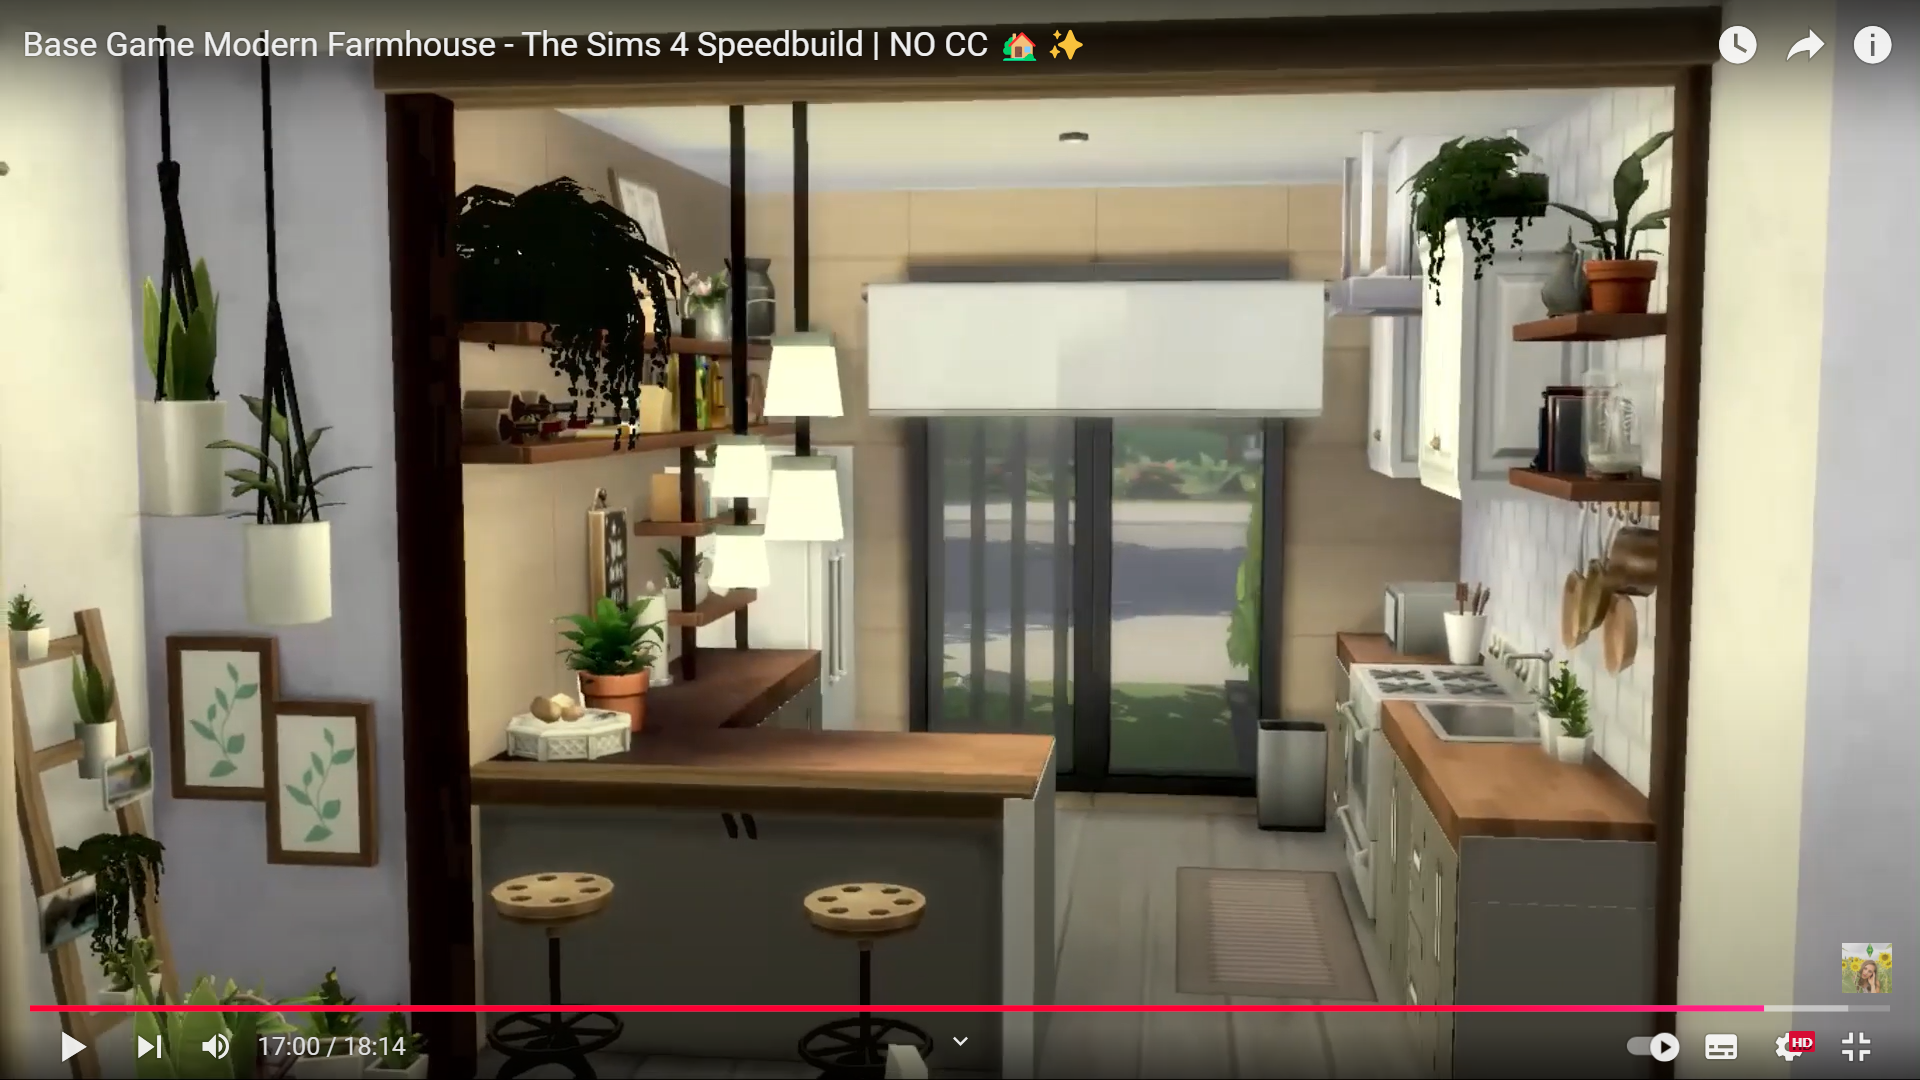 Base Game Modern Farmhouse - The Sims 4 Speedbuild | NO CC 🏡 ✨
17:00 / 18:14
HD